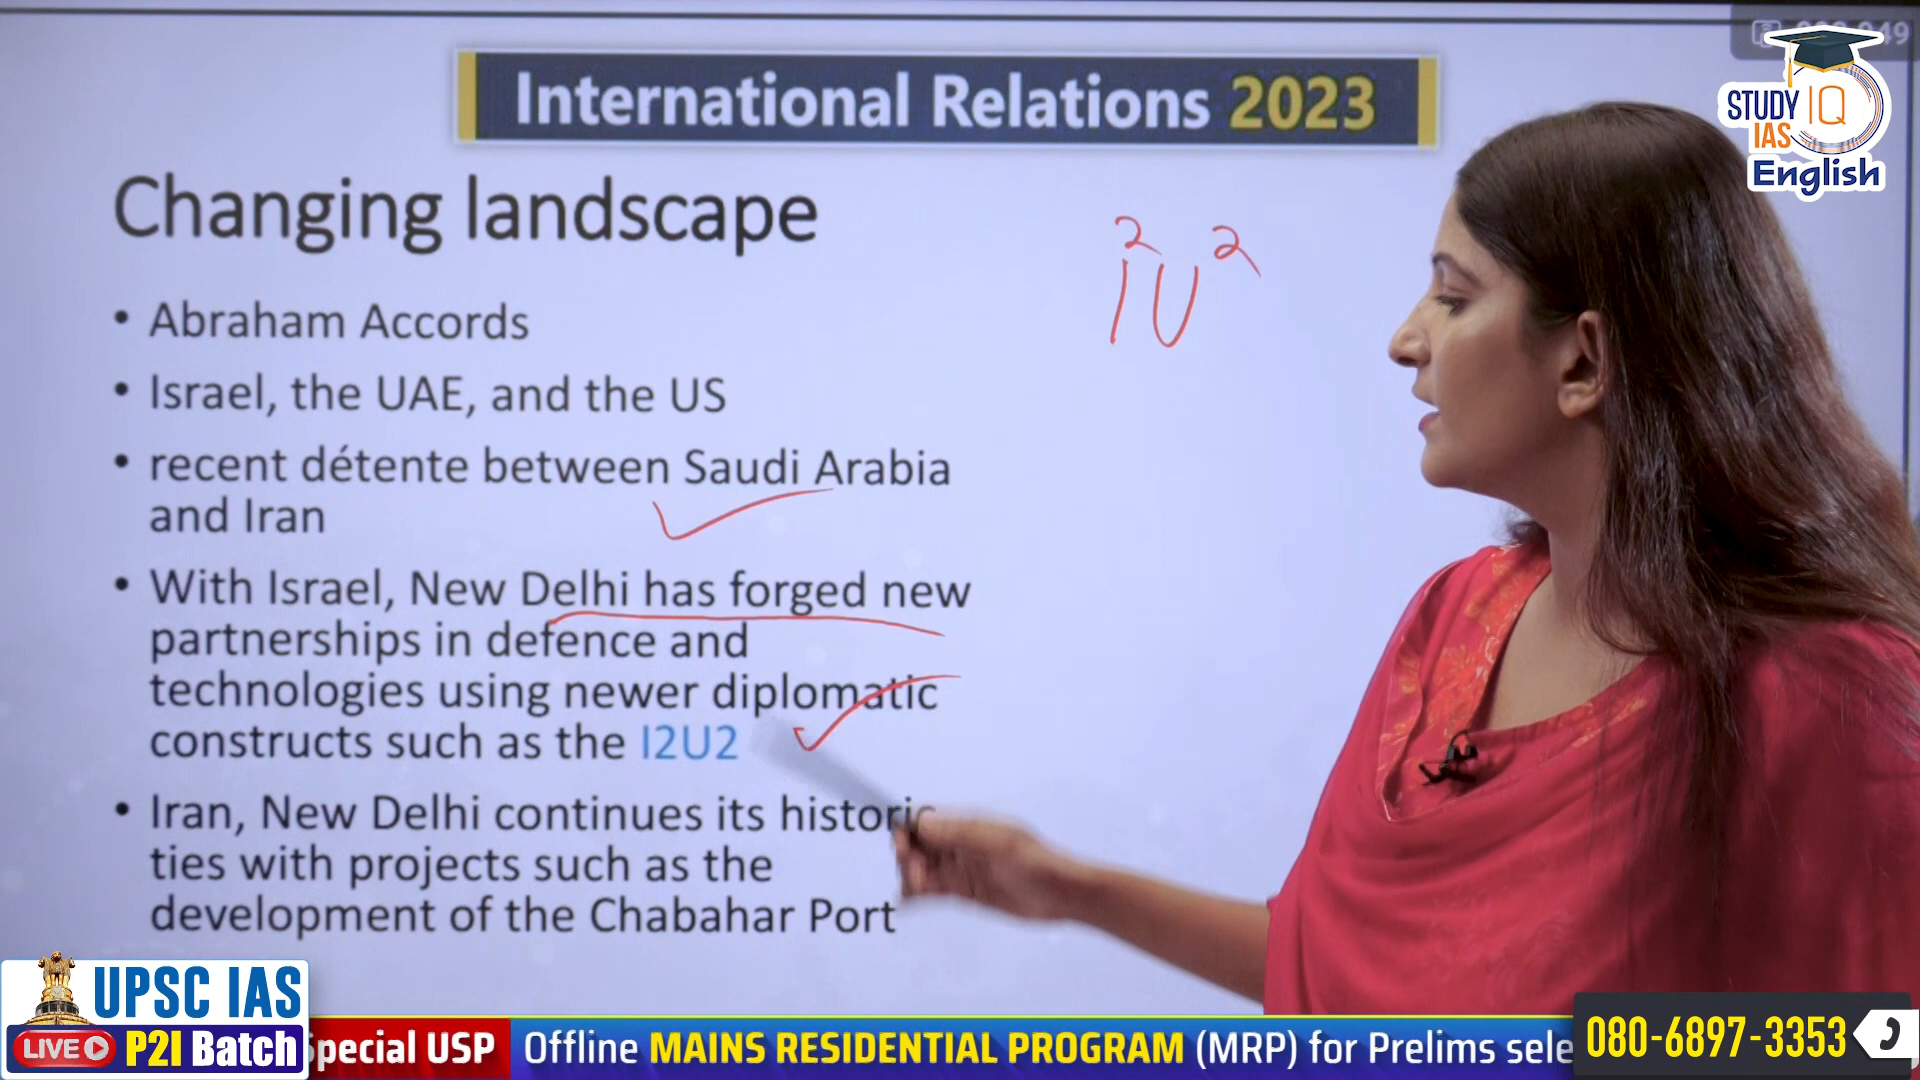 International Relations 2023
STUDY IQ
IAS
English
Changing landscape
I²U²
• Abraham Accords
• Israel, the UAE, and the US
• recent détente between Saudi Arabia
and Iran
• With Israel, New Delhi has forged new
partnerships in defence and
technologies using newer diplomatic
constructs such as the I2U2
• Iran, New Delhi continues its historic
ties with projects such as the
development of the Chabahar Port
UPSC IAS
LIVE P2I Batch
Special USP
Offline MAINS RESIDENTIAL PROGRAM (MRP) for Prelims sele
080-6897-3353